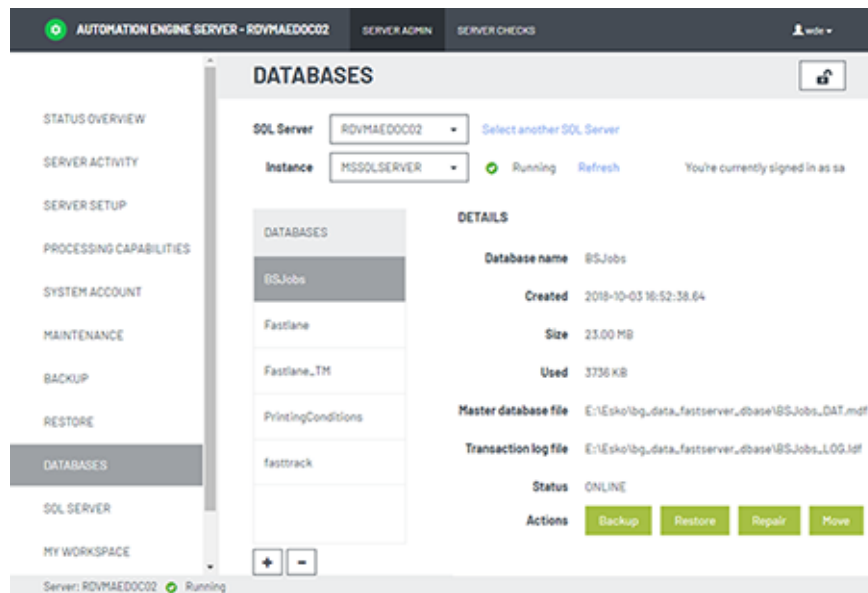 AUTOMATION ENGINE SERVER - RDVMAEDOC02 SERVER ADMIN SERVER CHECKS wde
DATABASES
STATUS OVERVIEW
SERVER ACTIVITY
SERVER SETUP
PROCESSING CAPABILITIES
SYSTEM ACCOUNT
MAINTENANCE
BACKUP
RESTORE
DATABASES
SQL SERVER
MY WORKSPACE
SQL Server RDVMAEDOC02 Select another SQL Server
Instance MSSQLSERVER Running Refresh You're currently signed in as sa
DATABASES
BSJobs
Fastlane
Fastlane_TM
PrintingConditions
fasttrack
+ -
DETAILS
Database name BSJobs
Created 2018-10-03 16:52:38.64
Size 23.00 MB
Used 3736 KB
Master database file E:\Esko\bg_data_fastserver_dbase\BSJobs_DAT.mdf
Transaction log file E:\Esko\bg_data_fastserver_dbase\BSJobs_LOG.ldf
Status ONLINE
Actions Backup Restore Repair Move
Server: RDVMAEDOC02 Running